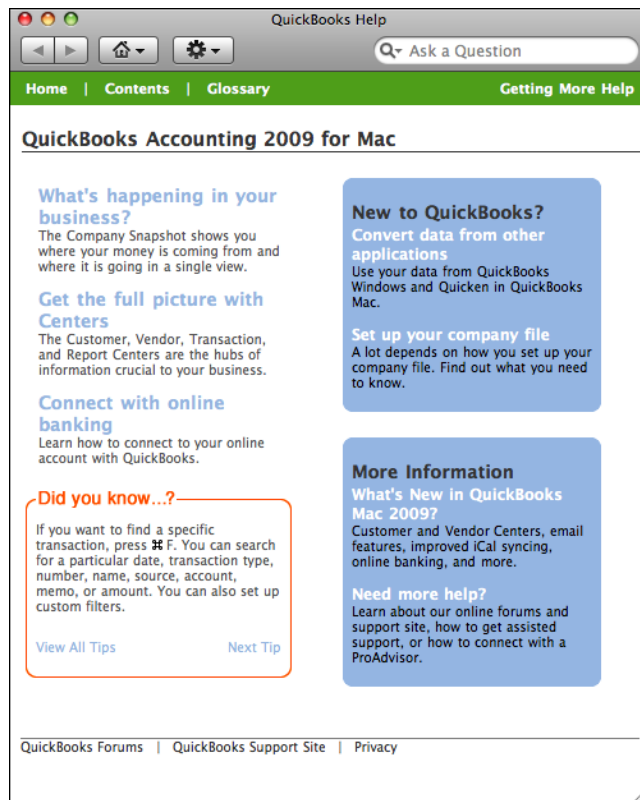 QuickBooks Help
Ask a Question
Home | Contents | Glossary
Getting More Help
QuickBooks Accounting 2009 for Mac
What's happening in your
business?
The Company Snapshot shows you
where your money is coming from and
where it is going in a single view.
Get the full picture with
Centers
The Customer, Vendor, Transaction,
and Report Centers are the hubs of
information crucial to your business.
Connect with online
banking
Learn how to connect to your online
account with QuickBooks.
Did you know...?
If you want to find a specific
transaction, press ⌘ F. You can search
for a particular date, transaction type,
number, name, source, account,
memo, or amount. You can also set up
custom filters.
View All Tips
Next Tip
New to QuickBooks?
Convert data from other
applications
Use your data from QuickBooks
Windows and Quicken in QuickBooks
Mac.
Set up your company file
A lot depends on how you set up your
company file. Find out what you need
to know.
More Information
What's New in QuickBooks
Mac 2009?
Customer and Vendor Centers, email
features, improved iCal syncing,
online banking, and more.
Need more help?
Learn about our online forums and
support site, how to get assisted
support, or how to connect with a
ProAdvisor.
QuickBooks Forums | QuickBooks Support Site | Privacy